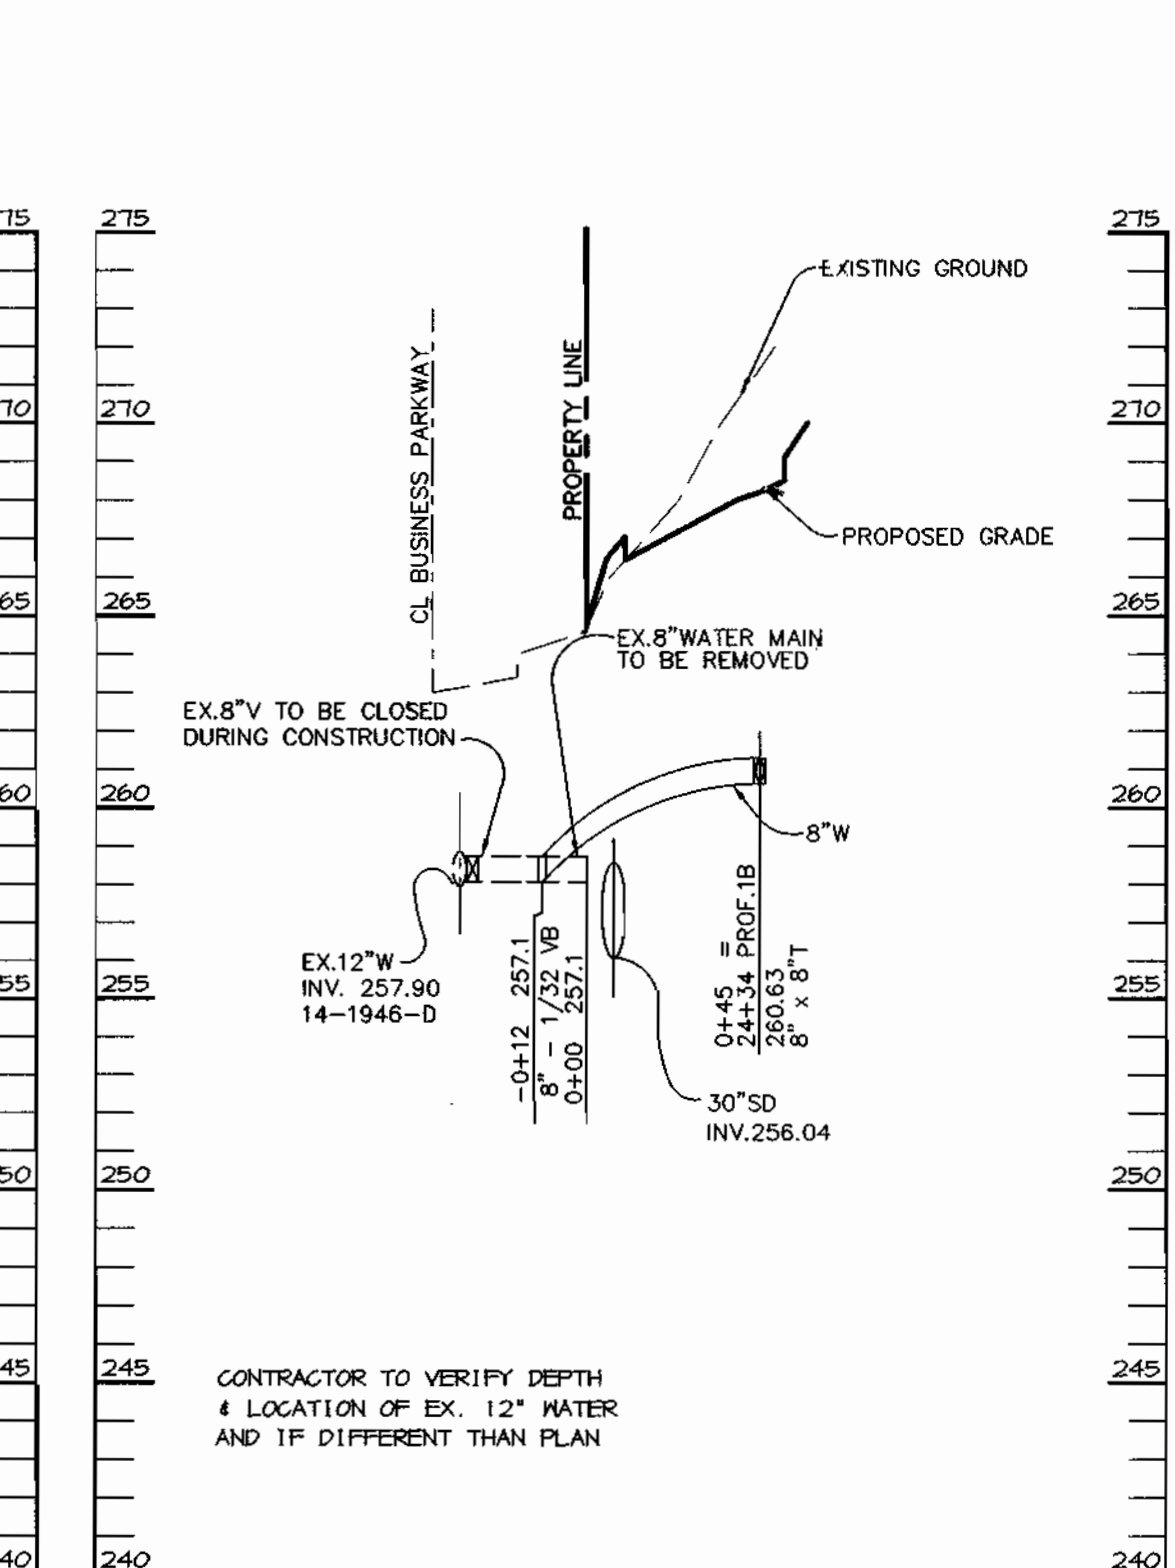 75
275
275
EXISTING GROUND
70
270
270
CL BUSINESS PARKWAY
PROPERTY LINE
PROPOSED GRADE
65
265
265
EX.8"WATER MAIN
TO BE REMOVED
EX.8"V TO BE CLOSED
DURING CONSTRUCTION
60
260
260
8"W
EX.12"W
INV. 257.90
14-1946-D
55
255
255
-0+12 257.1
8" - 1/32 VB
0+00 257.1
0+45 =
24+34 PROF.1B
260.63
8" x 8"T
30"SD
INV.256.04
50
250
250
45
245
245
CONTRACTOR TO VERIFY DEPTH
& LOCATION OF EX. 12" WATER
AND IF DIFFERENT THAN PLAN
40
240
240